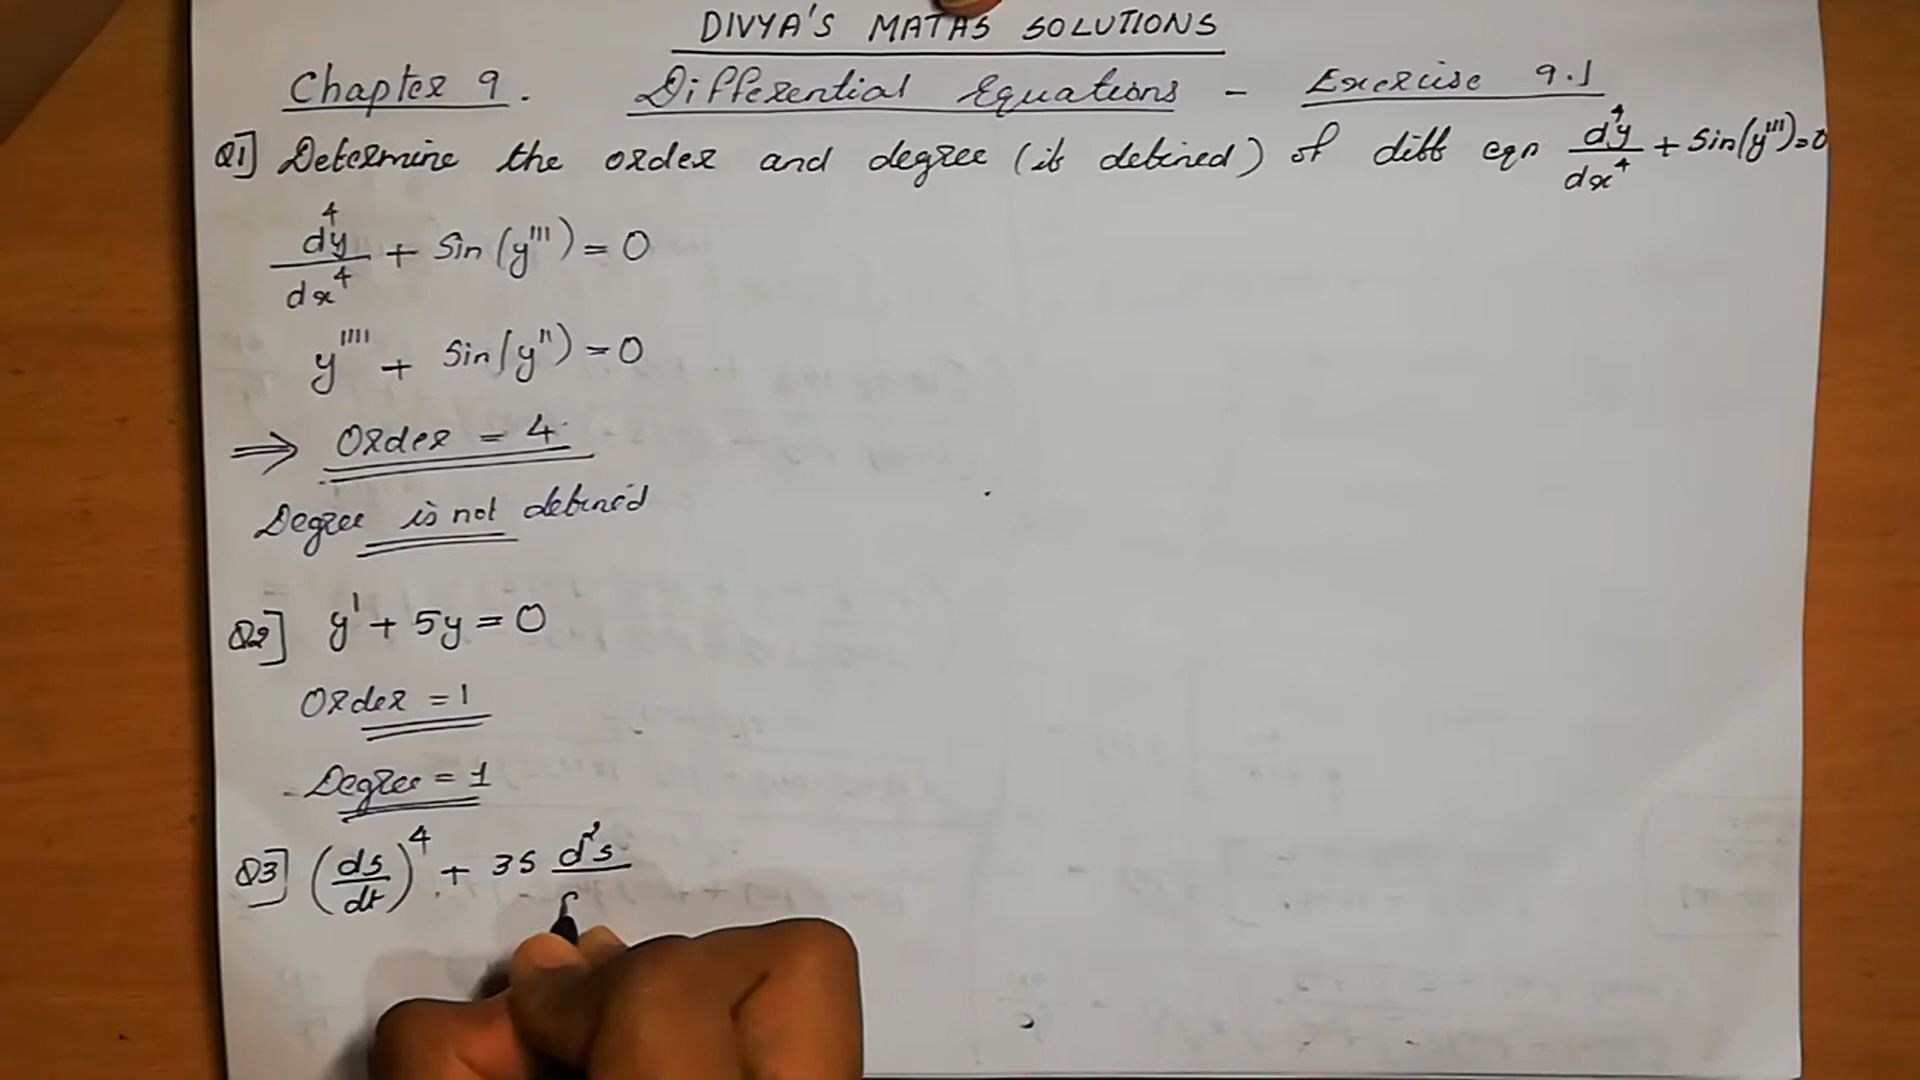 DIVYA'S MATHS SOLUTIONS
Chapter 9. Differential Equations - Exercise 9.1
Q1] Determine the order and degree (if defined) of diff eqn d⁴y/dx⁴ + Sin(y''')=0
d⁴y/dx⁴ + Sin(y''')=0
y'''' + Sin(y''')=0
⇒ Order = 4
Degree is not defined
Q2] y' + 5y = 0
Order = 1
Degree = 1
Q3] (ds/dt)⁴ + 3s d²s